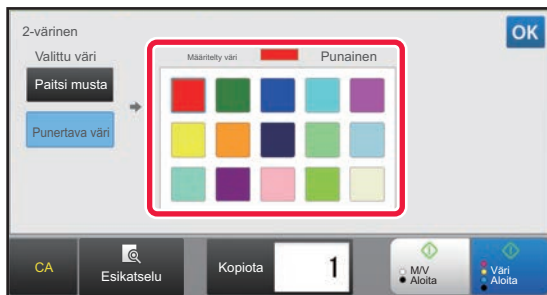 2-värinen
OK
Valittu väri
Määritelty väri
Punainen
Paitsi musta
Punertava väri
CA
Esikatselu
Kopiota
1
M/V
Aloita
Väri
Aloita